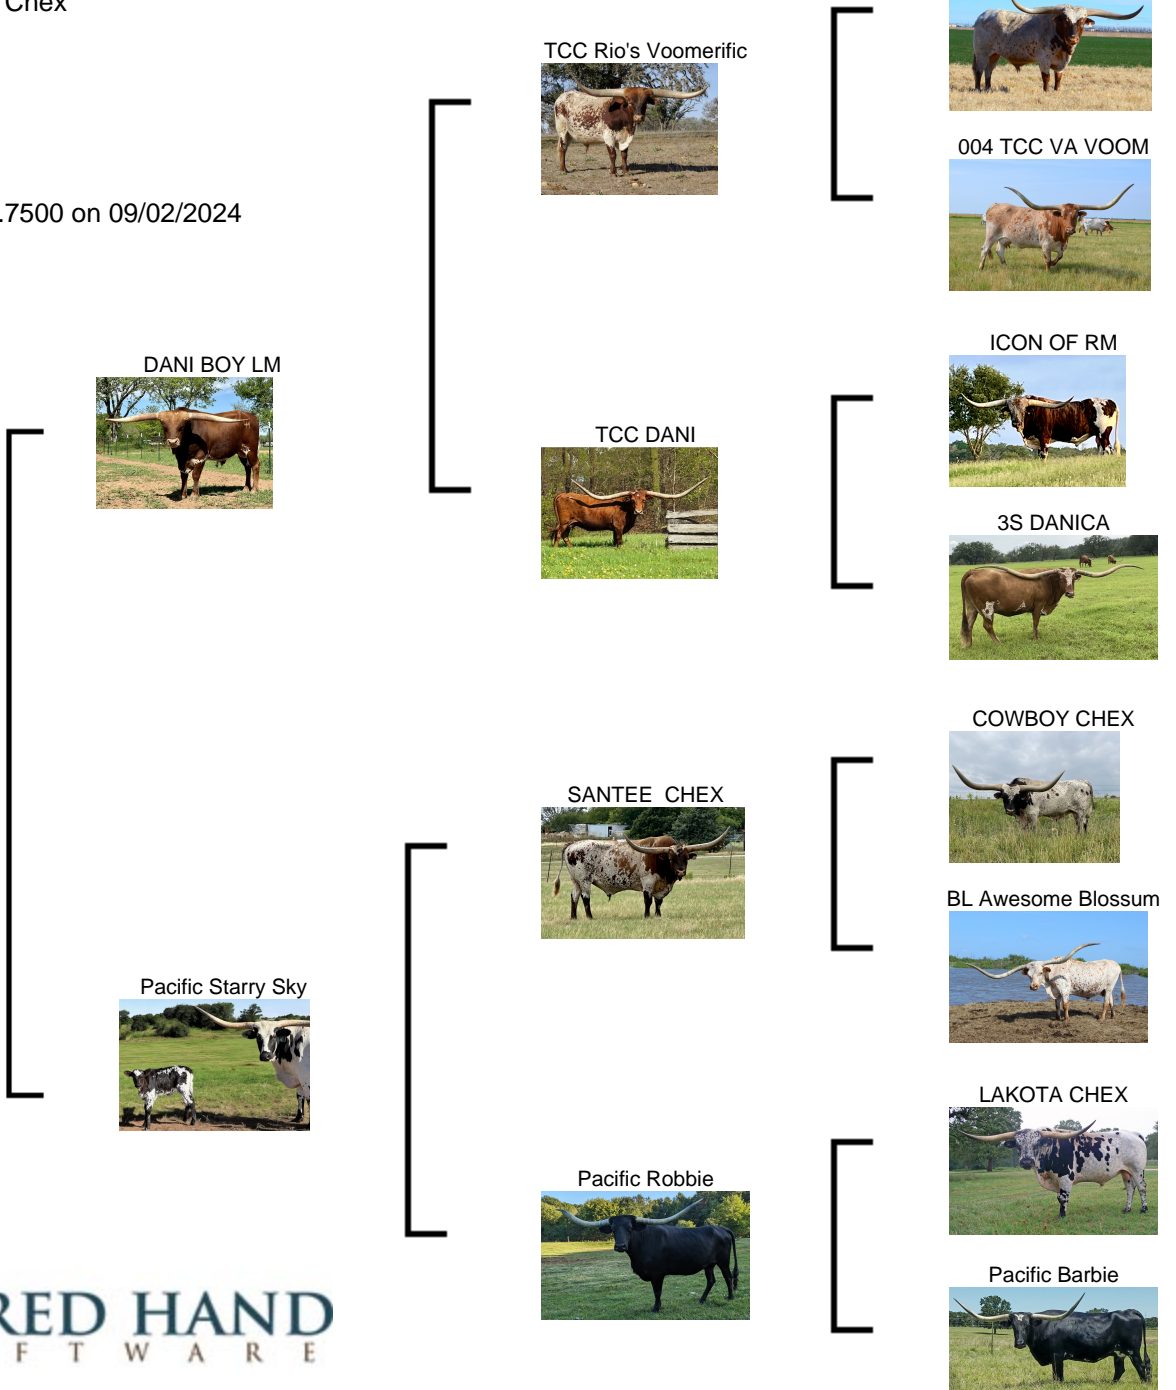 Chex
TCC Rio's Voomerific
004 TCC VA VOOM
.7500 on 09/02/2024
ICON OF RM
DANI BOY LM
TCC DANI
3S DANICA
COWBOY CHEX
SANTEE CHEX
BL Awesome Blossum
Pacific Starry Sky
LAKOTA CHEX
Pacific Robbie
Pacific Barbie
RED HAND
F T W A R E